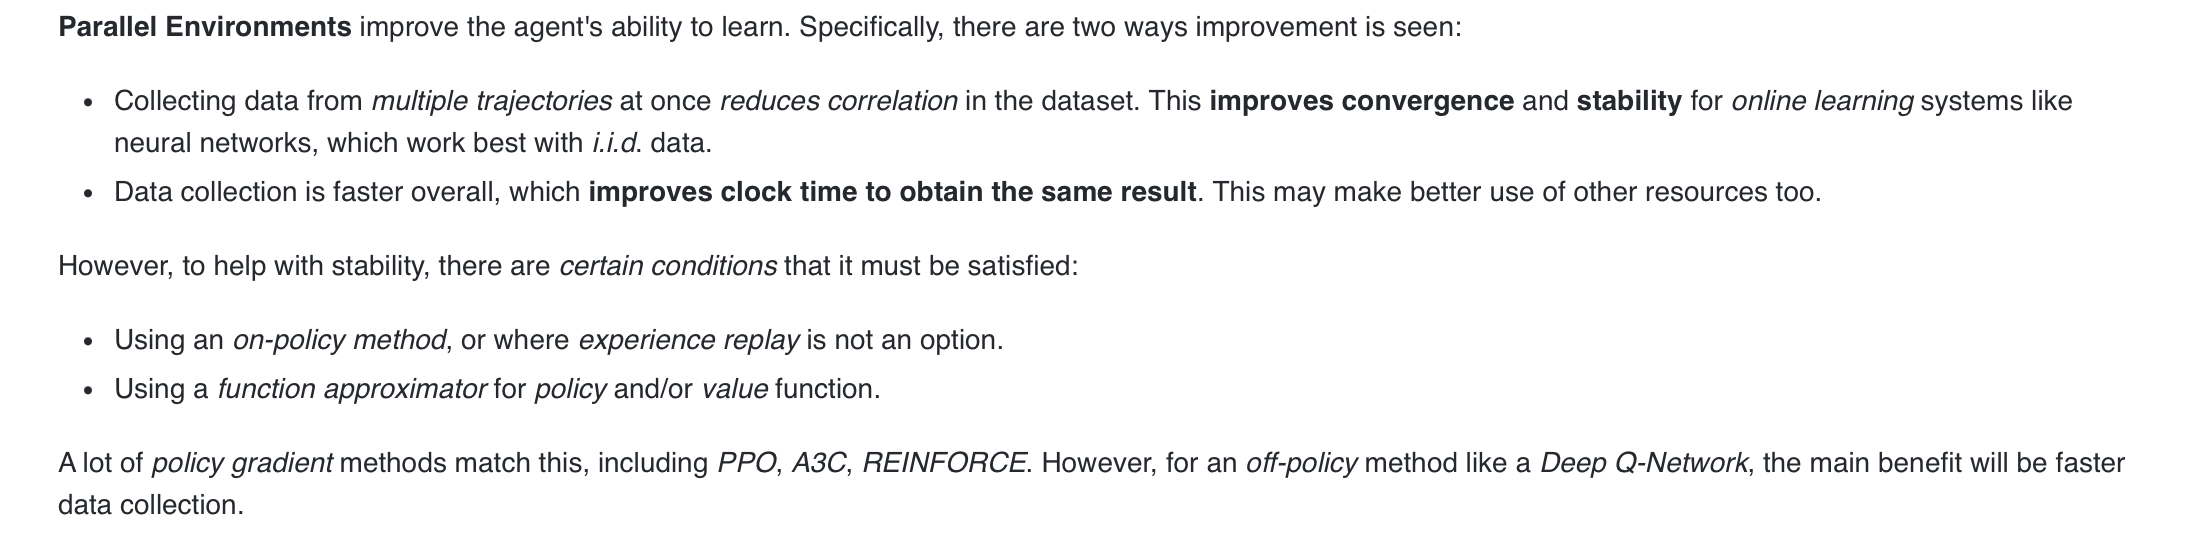 Parallel Environments improve the agent's ability to learn. Specifically, there are two ways improvement is seen:
• Collecting data from multiple trajectories at once reduces correlation in the dataset. This improves convergence and stability for online learning systems like
neural networks, which work best with i.i.d. data.
• Data collection is faster overall, which improves clock time to obtain the same result. This may make better use of other resources too.
However, to help with stability, there are certain conditions that it must be satisfied:
• Using an on-policy method, or where experience replay is not an option.
• Using a function approximator for policy and/or value function.
A lot of policy gradient methods match this, including PPO, A3C, REINFORCE. However, for an off-policy method like a Deep Q-Network, the main benefit will be faster
data collection.